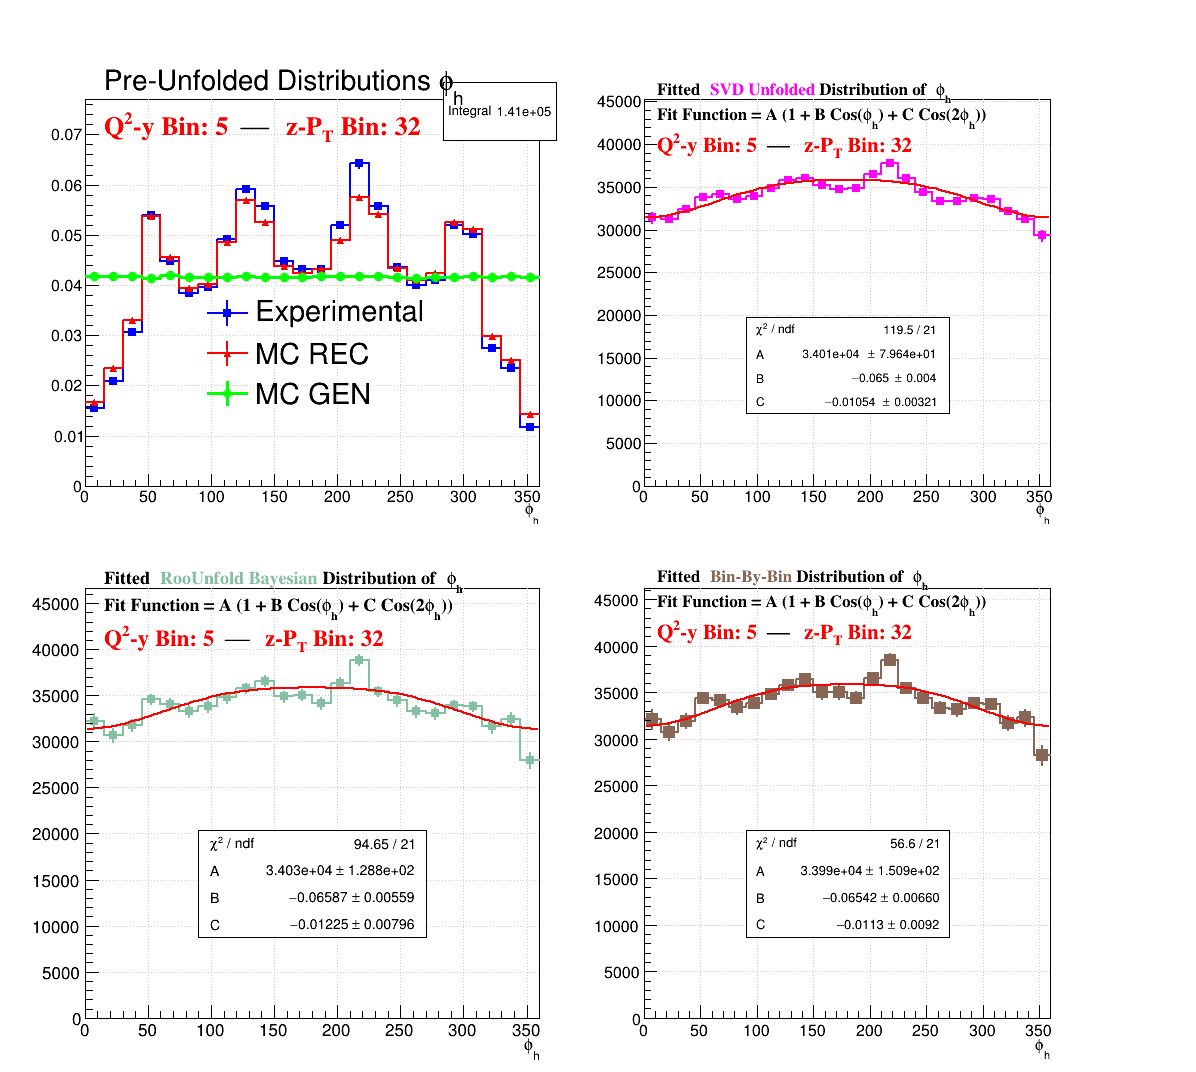 Pre-Unfolded Distributions ϕh
Integral 1.41e+05
Q²-y Bin: 5 — z-PT Bin: 32
0.07
0.06
0.05
0.04
0.03
0.02
0.01
0
Experimental
MC REC
MC GEN
0 50 100 150 200 250 300 350
ϕh
Fitted SVD Unfolded Distribution of ϕh
Fit Function = A (1 + B Cos(ϕh) + C Cos(2ϕh))
Q²-y Bin: 5 — z-PT Bin: 32
45000
40000
35000
30000
25000
20000
15000
10000
5000
0
χ² / ndf 119.5 / 21
A 3.401e+04 ± 7.964e+01
B −0.065 ± 0.004
C −0.01054 ± 0.00321
0 50 100 150 200 250 300 350
ϕh
Fitted RooUnfold Bayesian Distribution of ϕh
Fit Function = A (1 + B Cos(ϕh) + C Cos(2ϕh))
Q²-y Bin: 5 — z-PT Bin: 32
45000
40000
35000
30000
25000
20000
15000
10000
5000
0
χ² / ndf 94.65 / 21
A 3.403e+04 ± 1.288e+02
B −0.06587 ± 0.00559
C −0.01225 ± 0.00796
0 50 100 150 200 250 300 350
ϕh
Fitted Bin-By-Bin Distribution of ϕh
Fit Function = A (1 + B Cos(ϕh) + C Cos(2ϕh))
Q²-y Bin: 5 — z-PT Bin: 32
45000
40000
35000
30000
25000
20000
15000
10000
5000
0
χ² / ndf 56.6 / 21
A 3.399e+04 ± 1.509e+02
B −0.06542 ± 0.00660
C −0.0113 ± 0.0092
0 50 100 150 200 250 300 350
ϕh